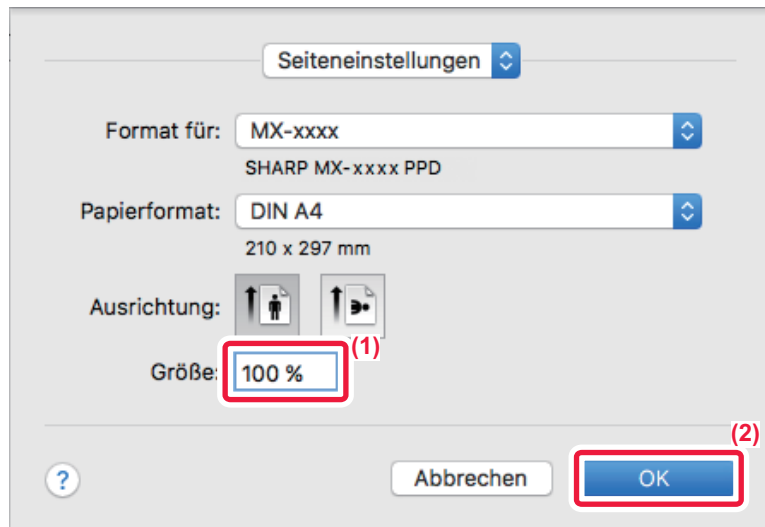 Seiteneinstellungen
Format für: MX-xxxx
SHARP MX-xxxx PPD
Papierformat: DIN A4
210 x 297 mm
Ausrichtung:
(1)
Größe: 100 %
(2)
? Abbrechen OK